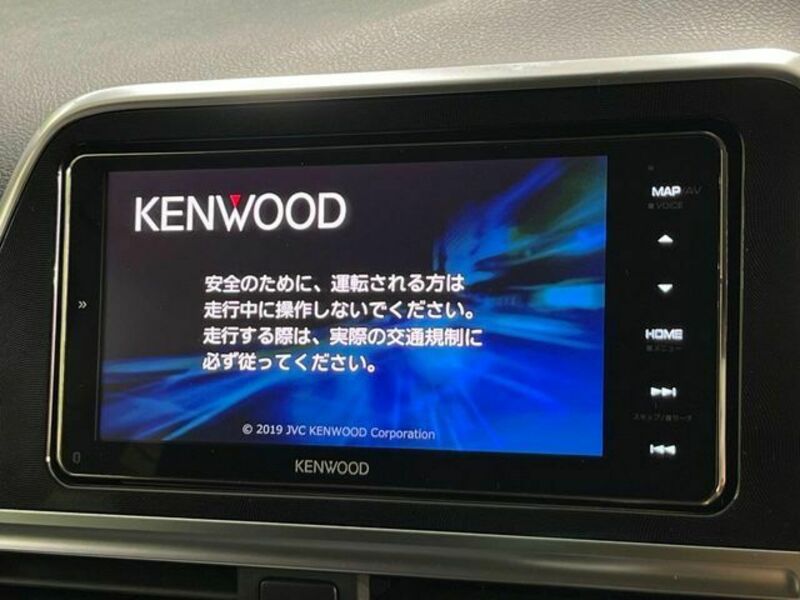 KENWOOD
安全のために、運転される方は
走行中に操作しないでください。
走行する際は、実際の交通規制に
必ず従ってください。
© 2019 JVC KENWOOD Corporation
KENWOOD
MAP/AV
VOICE
HOME